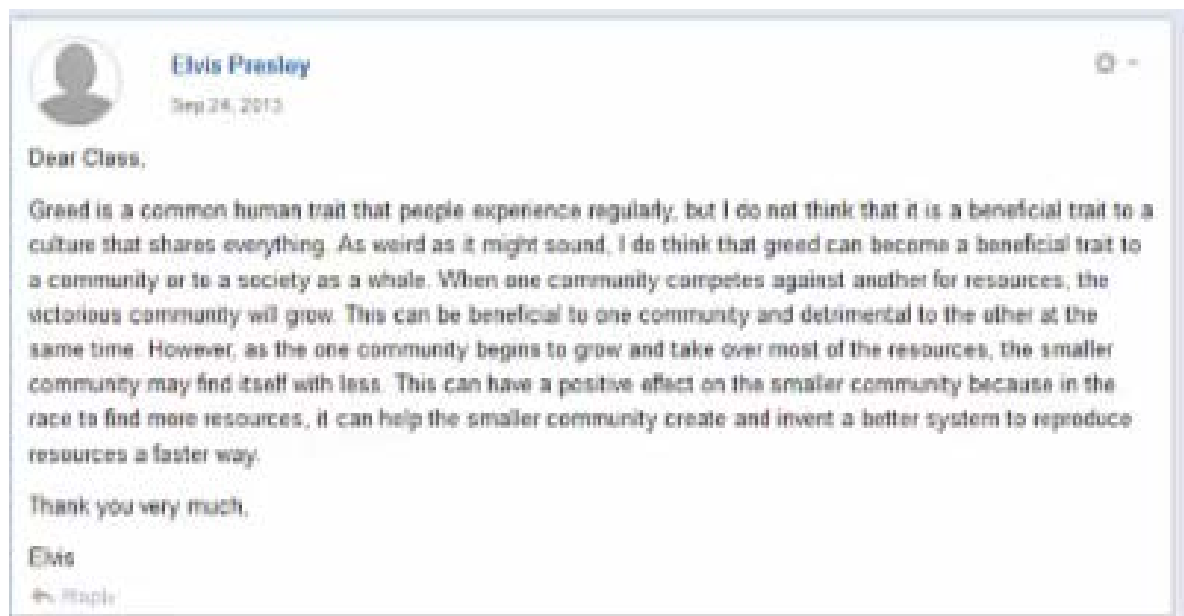 Elvis Presley
Sep 24, 2013
Dear Class,
Greed is a common human trait that people experience regularly, but I do not think that it is a beneficial trait to a
culture that shares everything. As weird as it might sound, I do think that greed can become a beneficial trait to
a community or to a society as a whole. When one community competes against another for resources, the
victorious community will grow. This can be beneficial to one community and detrimental to the other at the
same time. However, as the one community begins to grow and take over most of the resources, the smaller
community may find itself with less. This can have a positive effect on the smaller community because in the
race to find more resources, it can help the smaller community create and invent a better system to reproduce
resources a faster way.
Thank you very much,
Elvis
Reply